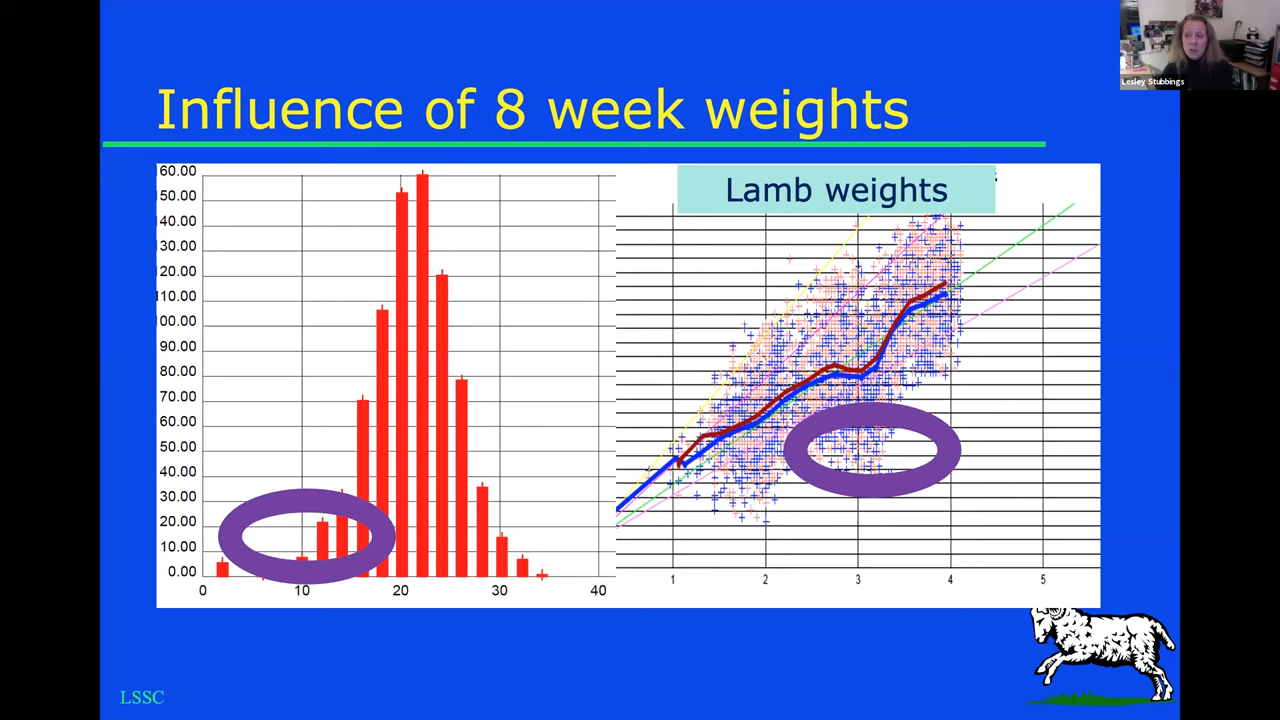 Lesley Stubbings
Influence of 8 week weights
Lamb weights
60.00
50.00
40.00
30.00
20.00
10.00
00.00
90.00
80.00
70.00
60.00
50.00
40.00
30.00
20.00
10.00
0.00
0 10 20 30 40
1 2 3 4 5
LSSC